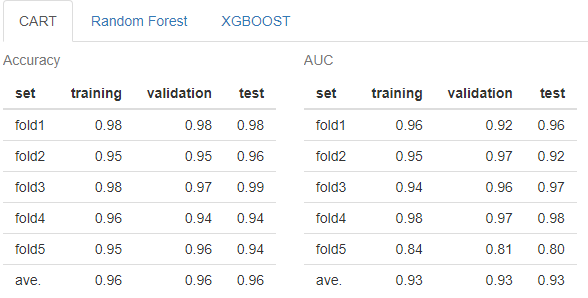 CART Random Forest XGBOOST
Accuracy
set training validation test
fold1 0.98 0.98 0.98
fold2 0.95 0.95 0.96
fold3 0.98 0.97 0.99
fold4 0.96 0.94 0.94
fold5 0.95 0.96 0.94
ave. 0.96 0.96 0.96
AUC
set training validation test
fold1 0.96 0.92 0.96
fold2 0.95 0.97 0.92
fold3 0.94 0.96 0.97
fold4 0.98 0.97 0.98
fold5 0.84 0.81 0.80
ave. 0.93 0.93 0.93